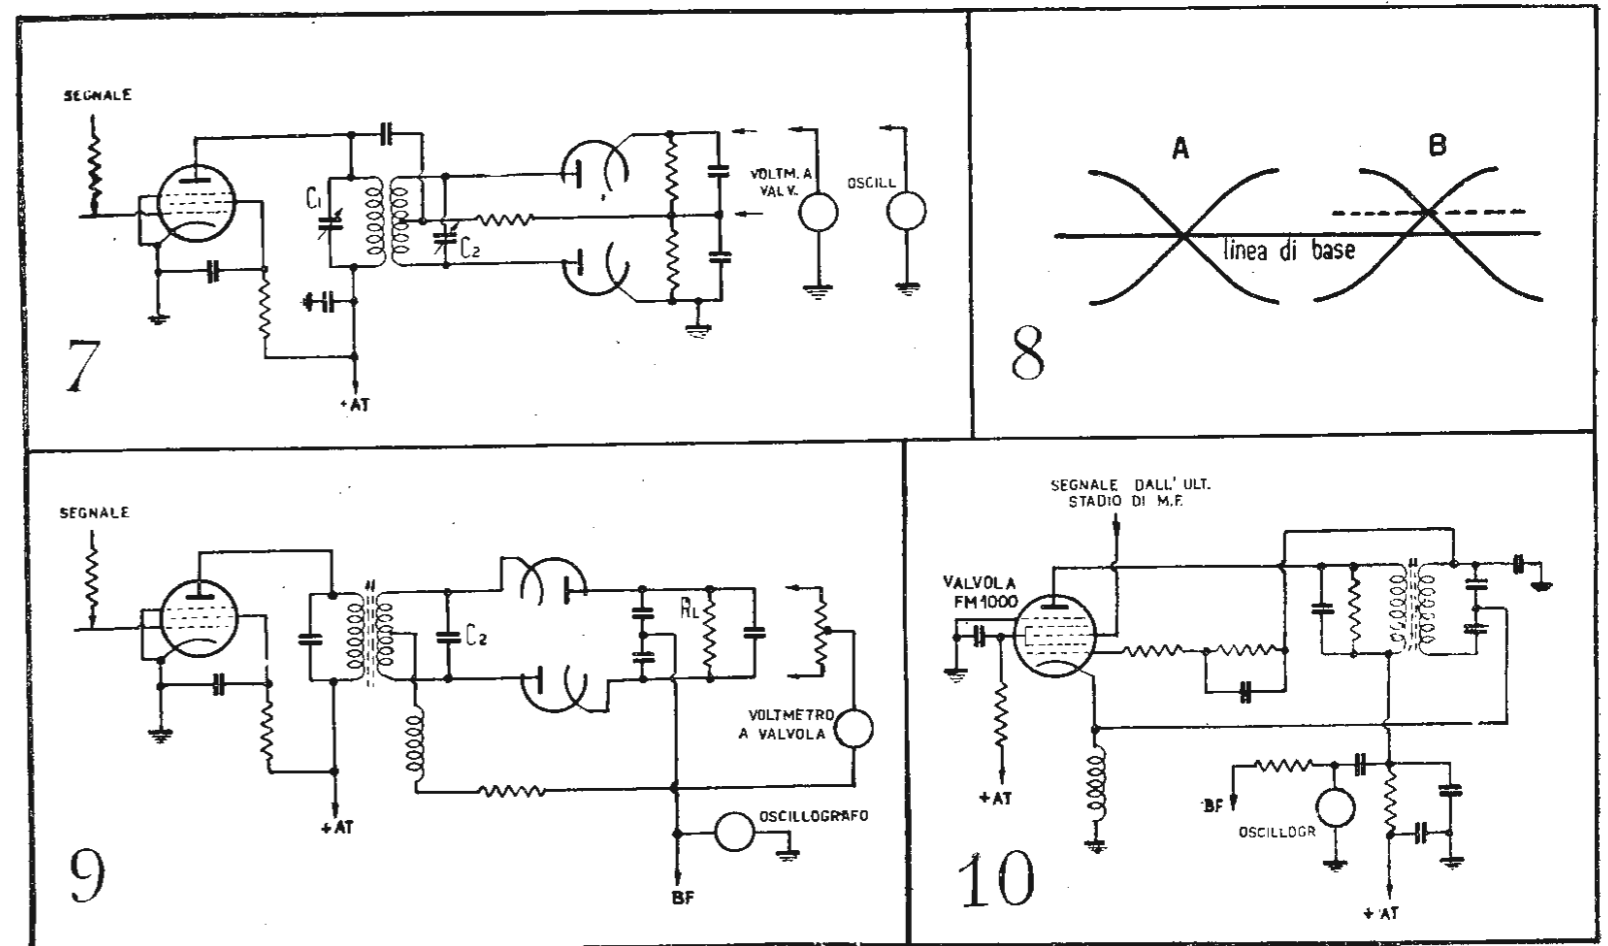 SEGNALE
C1
C2
VOLTM. A
VALV.
OSCILL
+AT
7
A
B
linea di base
8
SEGNALE
C2
RL
VOLTMETRO
A VALVOLA
+AT
OSCILLOGRAFO
BF
9
SEGNALE DALL' ULT.
STADIO DI M.F.
VALVOLA
FM1000
+AT
BF
OSCILLOGR
+AT
10